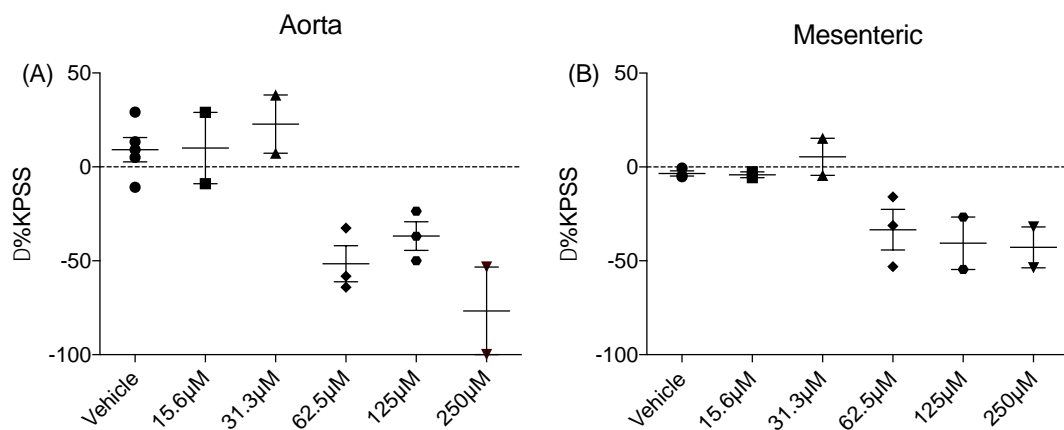 Aorta
(A)
D%KPSS
50
0
-50
-100
Vehicle
15.6μM
31.3μM
62.5μM
125μM
250μM
Mesenteric
(B)
D%KPSS
50
0
-50
-100
Vehicle
15.6μM
31.3μM
62.5μM
125μM
250μM